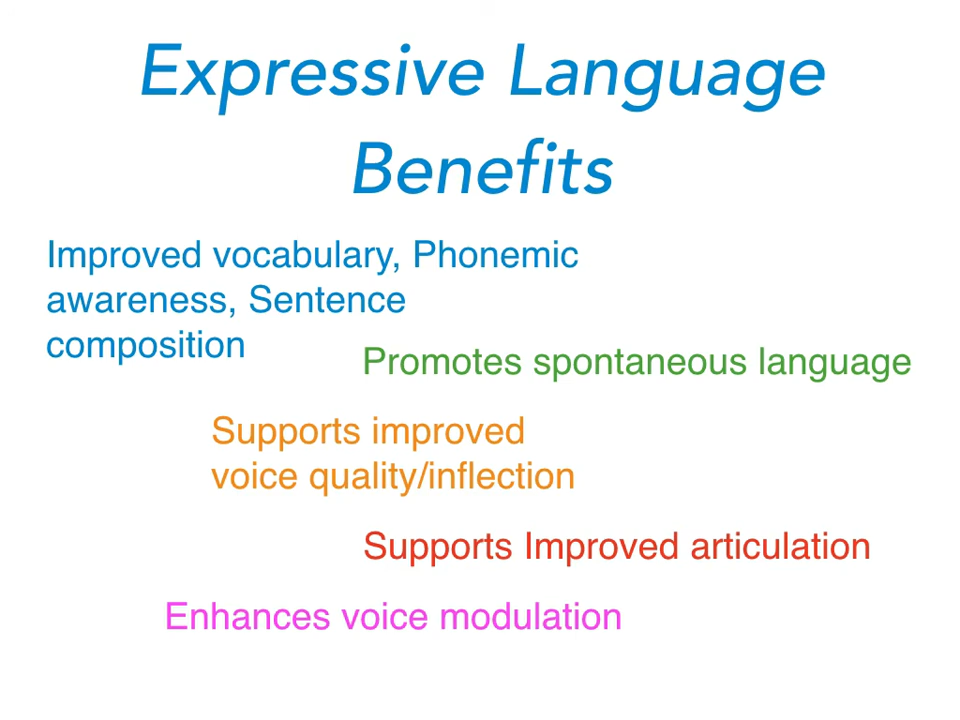 Expressive Language
Benefits
Improved vocabulary, Phonemic
awareness, Sentence
composition
Promotes spontaneous language
Supports improved
voice quality/inflection
Supports Improved articulation
Enhances voice modulation